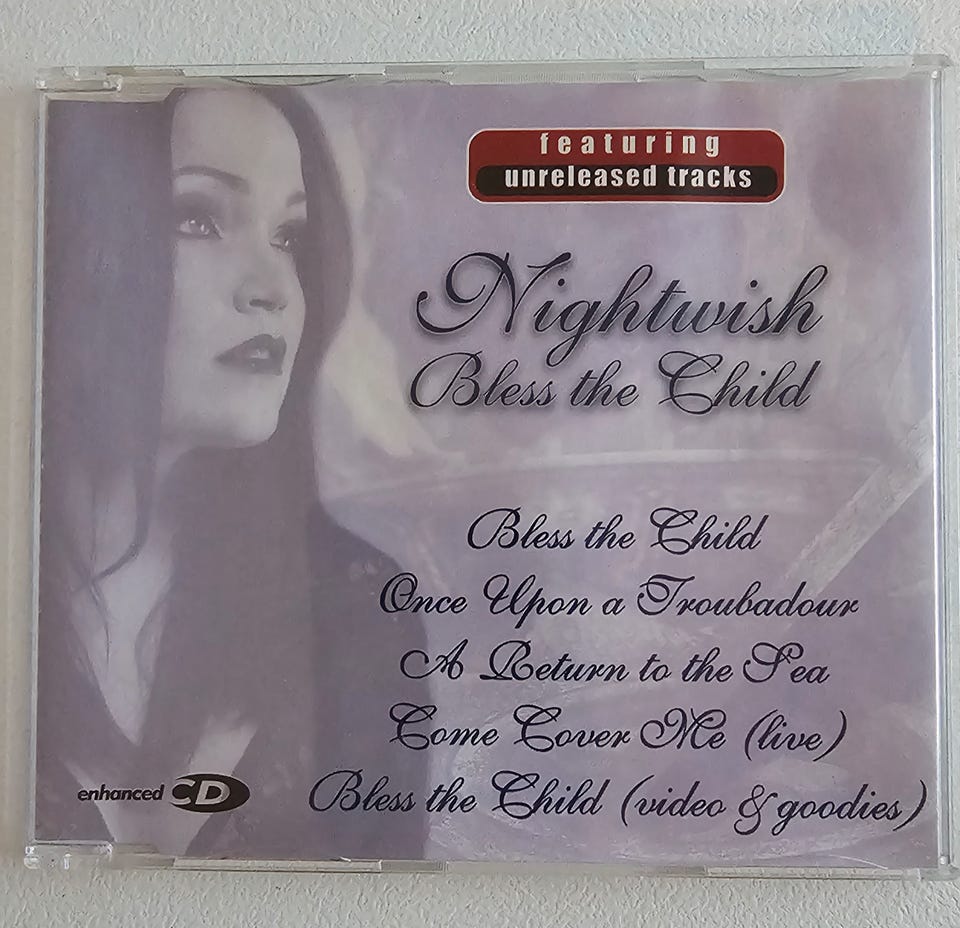 featuring
unreleased tracks
Nightwish
Bless the Child
Bless the Child
Once Upon a Troubadour
A Return to the Sea
Come Cover Me (live)
enhanced CD
Bless the Child (video & goodies)